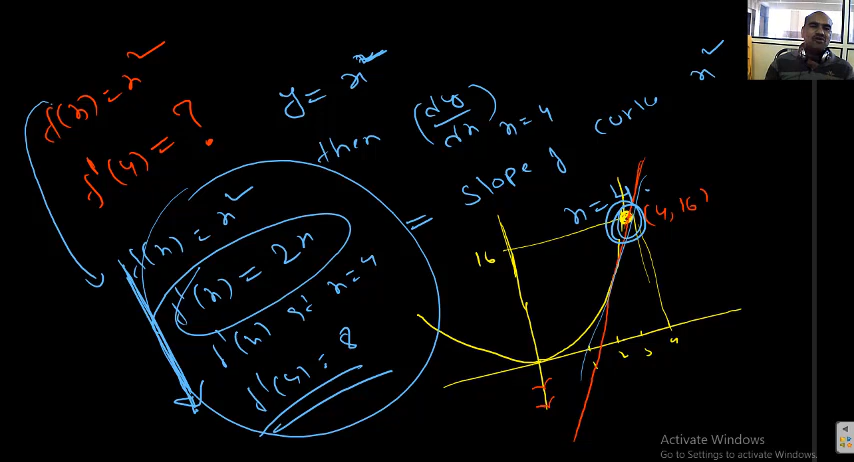 f(x) = x²
f'(4) = ?
y = x²
then (dy/dx) x = 4
= slope of curve x²
x = 4.
f(x) = x²
f'(x) = 2x
f'(x) at x = 4
f'(4) = 8
(4, 16)
16
1 2 3 4
Activate Windows
Go to Settings to activate Windows.